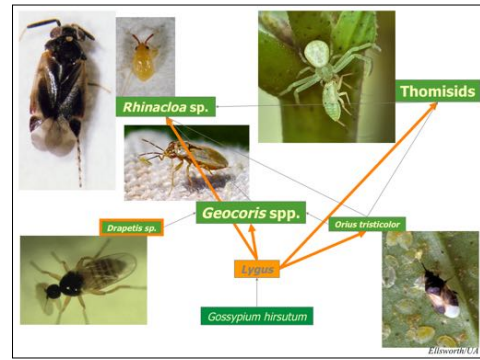 Rhinacloa sp.
Thomisids
Geocoris spp.
Drapetis sp.
Orius tristicolor
Lygus
Gossypium hirsutum
Ellsworth/UA